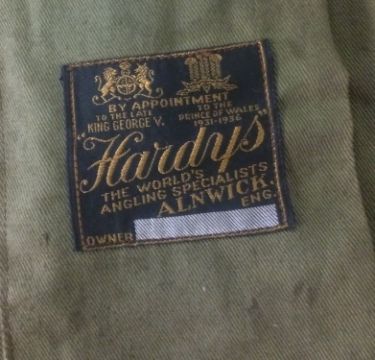 BY APPOINTMENT
TO THE LATE TO THE
KING GEORGE V. PRINCE OF WALES
1931-1936
"Hardy's"
THE WORLD'S
ANGLING SPECIALISTS
ALNWICK.
ENG.
OWNER